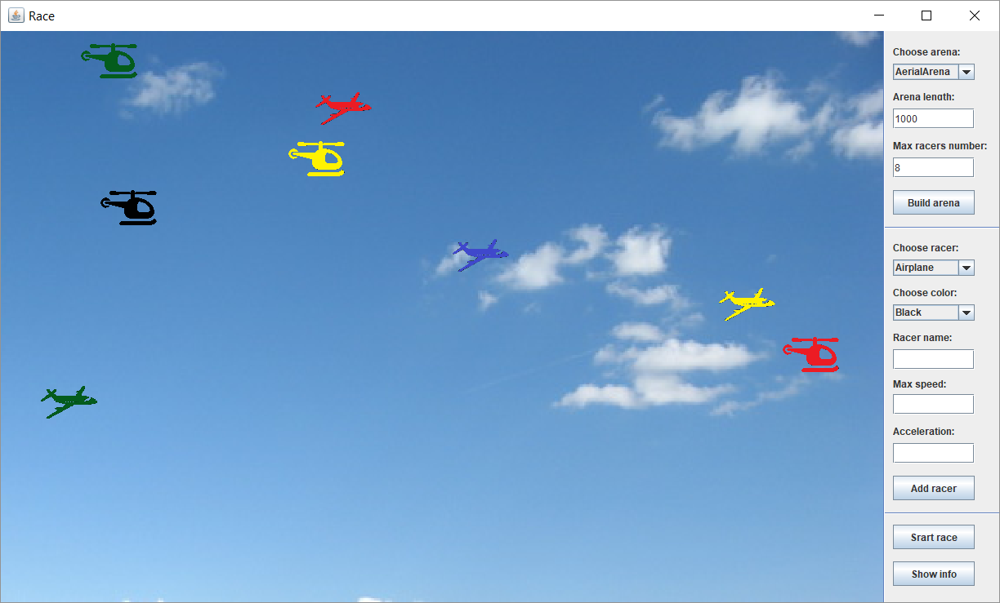 Race
Choose arena:
AerialArena
Arena length:
1000
Max racers number:
8
Build arena
Choose racer:
Airplane
Choose color:
Black
Racer name:
Max speed:
Acceleration:
Add racer
Srart race
Show info